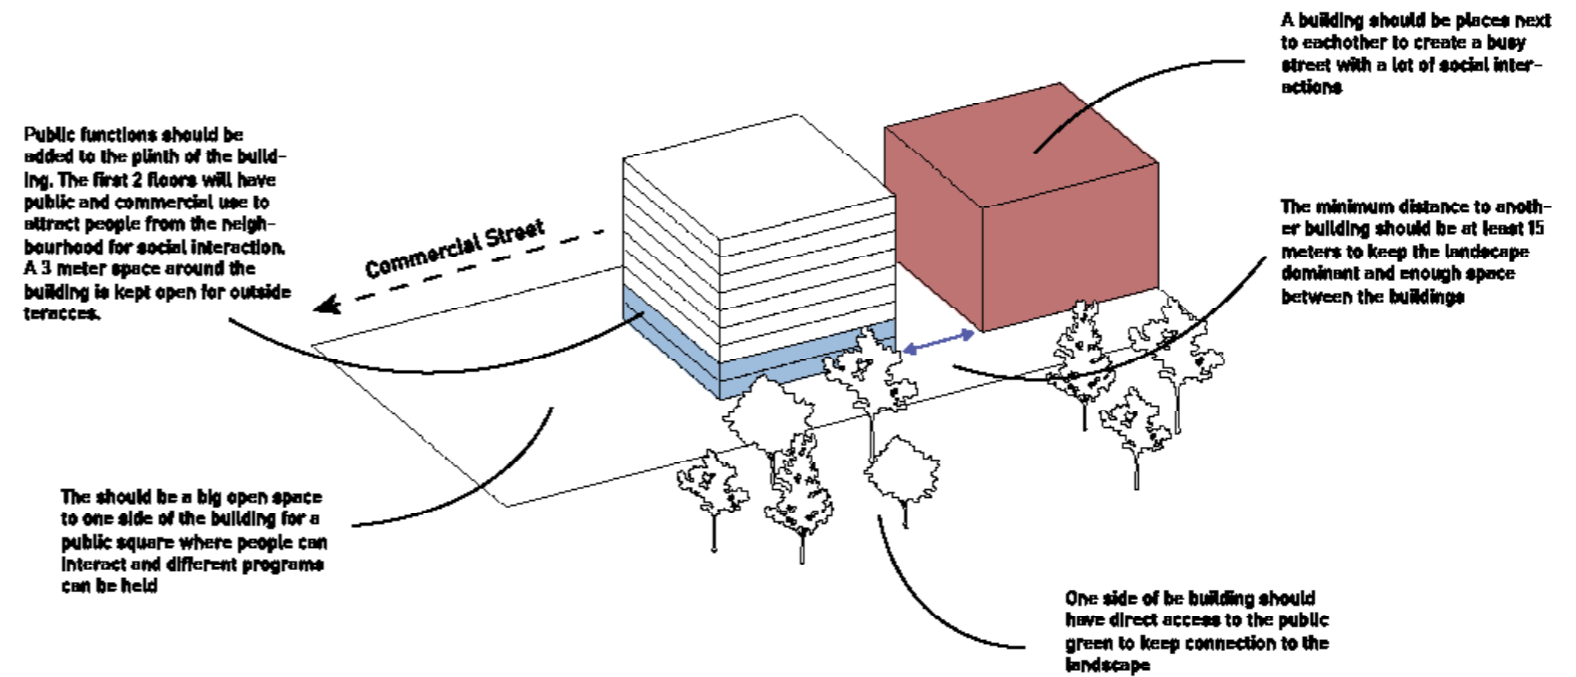 A building should be places next
to eachother to create a busy
street with a lot of social inter-
actions
Public functions should be
added to the plinth of the build-
ing. The first 2 floors will have
public and commercial use to
attract people from the neigh-
bourhood for social interaction.
A 3 meter space around the
building is kept open for outside
teracces.
Commercial Street
The minimum distance to anoth-
er building should be at least 15
meters to keep the landscape
dominant and enough space
between the buildings
The should be a big open space
to one side of the building for a
public square where people can
interact and different programs
can be held
One side of be building should
have direct access to the public
green to keep connection to the
landscape